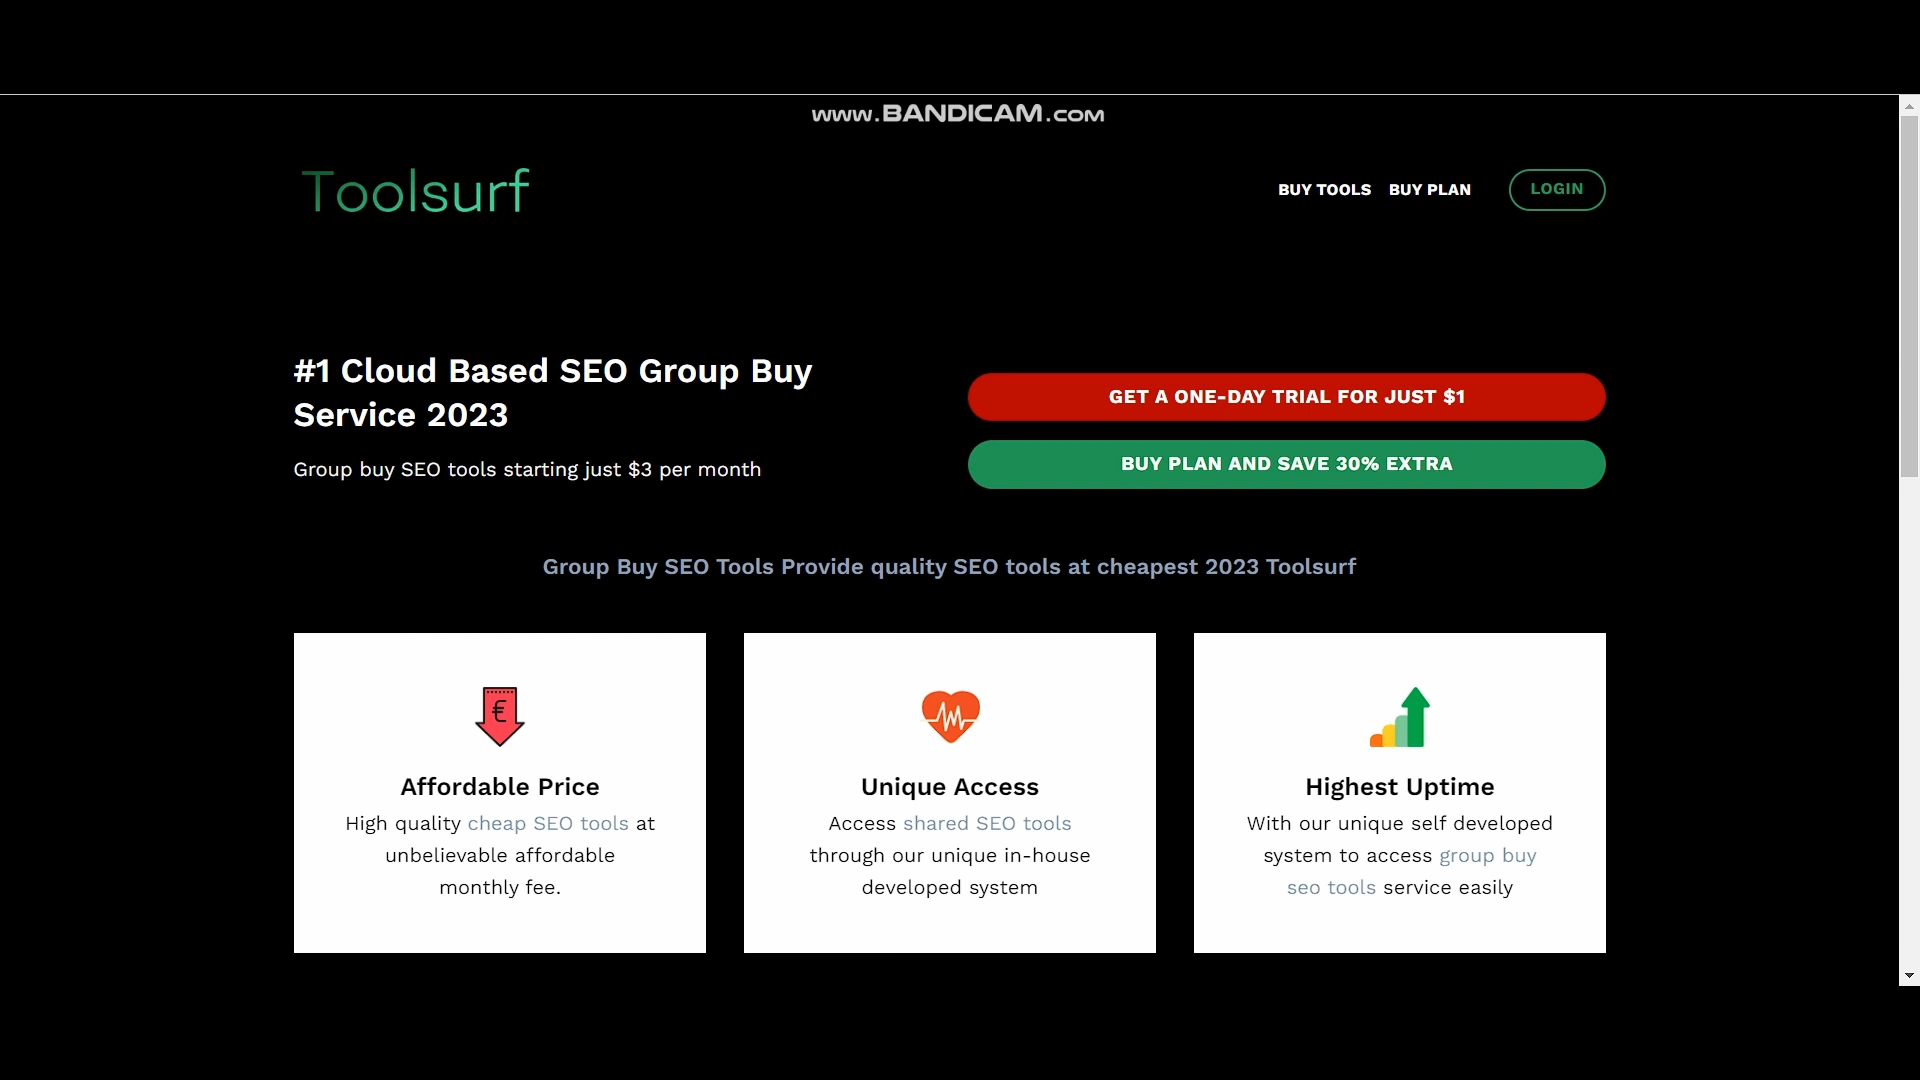 www.BANDICAM.com
Toolsurf
BUY TOOLS BUY PLAN LOGIN
#1 Cloud Based SEO Group Buy
Service 2023
Group buy SEO tools starting just $3 per month
GET A ONE-DAY TRIAL FOR JUST $1
BUY PLAN AND SAVE 30% EXTRA
Group Buy SEO Tools Provide quality SEO tools at cheapest 2023 Toolsurf
€
Affordable Price
High quality cheap SEO tools at
unbelievable affordable
monthly fee.
Unique Access
Access shared SEO tools
through our unique in-house
developed system
Highest Uptime
With our unique self developed
system to access group buy
seo tools service easily